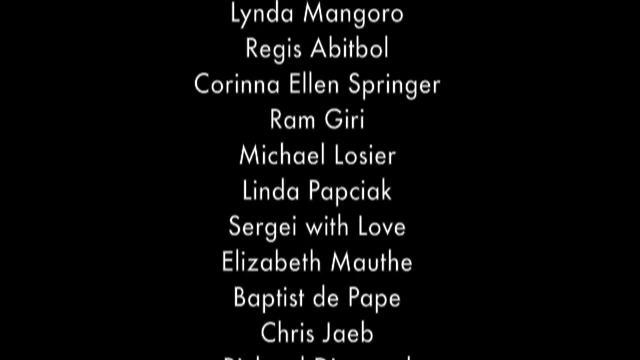 Lynda Mangoro
Regis Abitbol
Corinna Ellen Springer
Ram Giri
Michael Losier
Linda Papciak
Sergei with Love
Elizabeth Mauthe
Baptist de Pape
Chris Jaeb